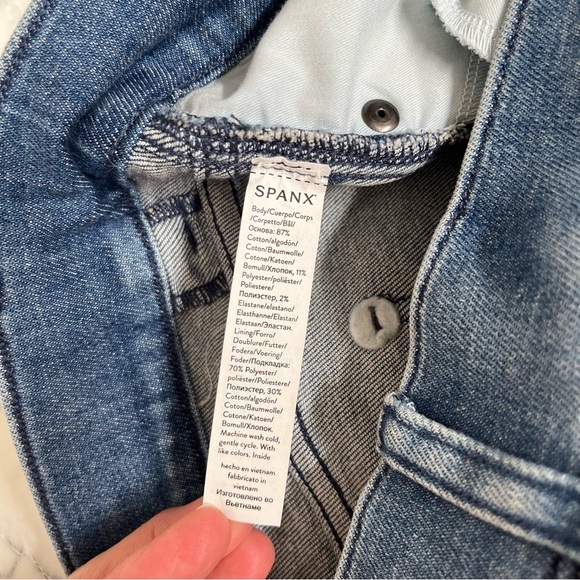 SPANX
Body/Cuerpo/Corps
/Corpetto/Bål/
Основа: 87%
Cotton/algodón/
Coton/Baumwolle/
Cotone/Katoen/
Bomull/Хлопок, 11%
Polyester/poliéster/
Poliestere/
Полиэстер, 2%
Elastane/elastano/
Elasthanne/Elastan/
Elastaan/Эластан.
Lining/Forro/
Doublure/Futter/
Fodera/Voering/
Foder/Подкладка:
70% Polyester/
poliéster/Poliestere/
Полиэстер, 30%
Cotton/algodón/
Coton/Baumwolle/
Cotone/Katoen/
Bomull/Хлопок.
Machine wash cold,
gentle cycle. With
like colors. Inside
hecho en vietnam
fabbricato in
vietnam
Изготовлено во
Вьетнаме